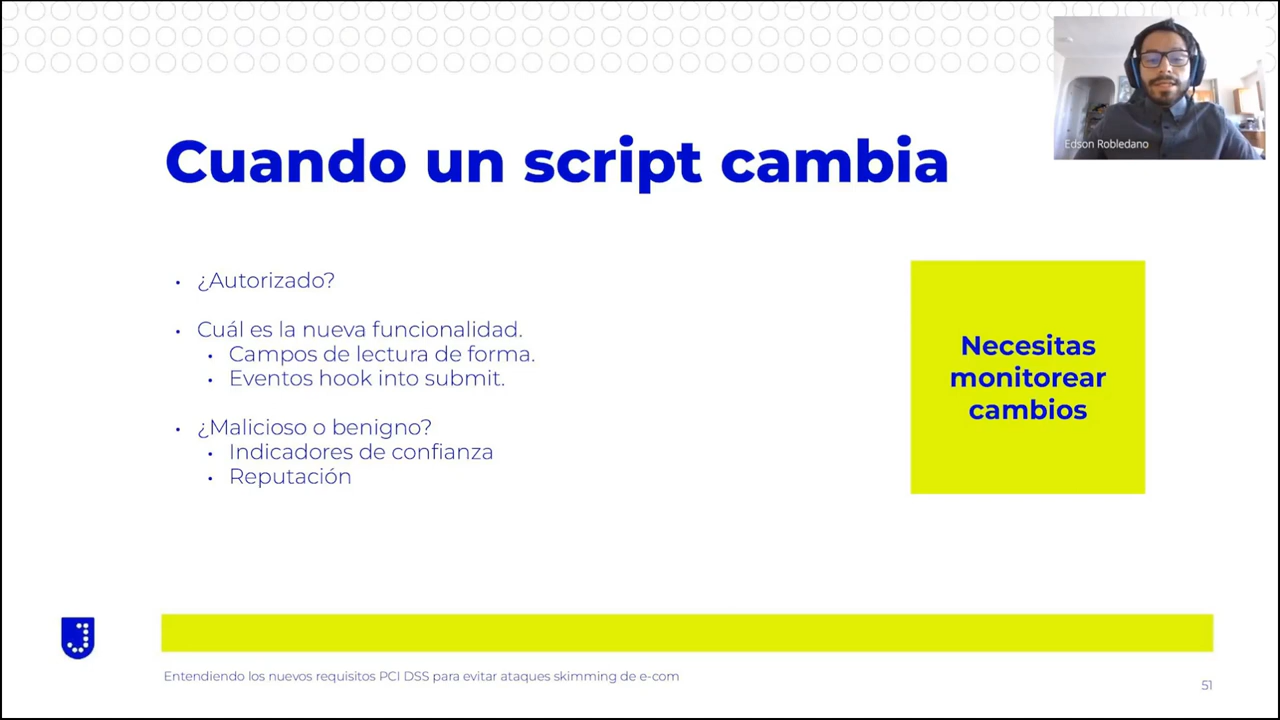 Edson Robledano
Cuando un script cambia
• ¿Autorizado?
• Cuál es la nueva funcionalidad.
• Campos de lectura de forma.
• Eventos hook into submit.
• ¿Malicioso o benigno?
• Indicadores de confianza
• Reputación
Necesitas
monitorear
cambios
Entendiendo los nuevos requisitos PCI DSS para evitar ataques skimming de e-com
51